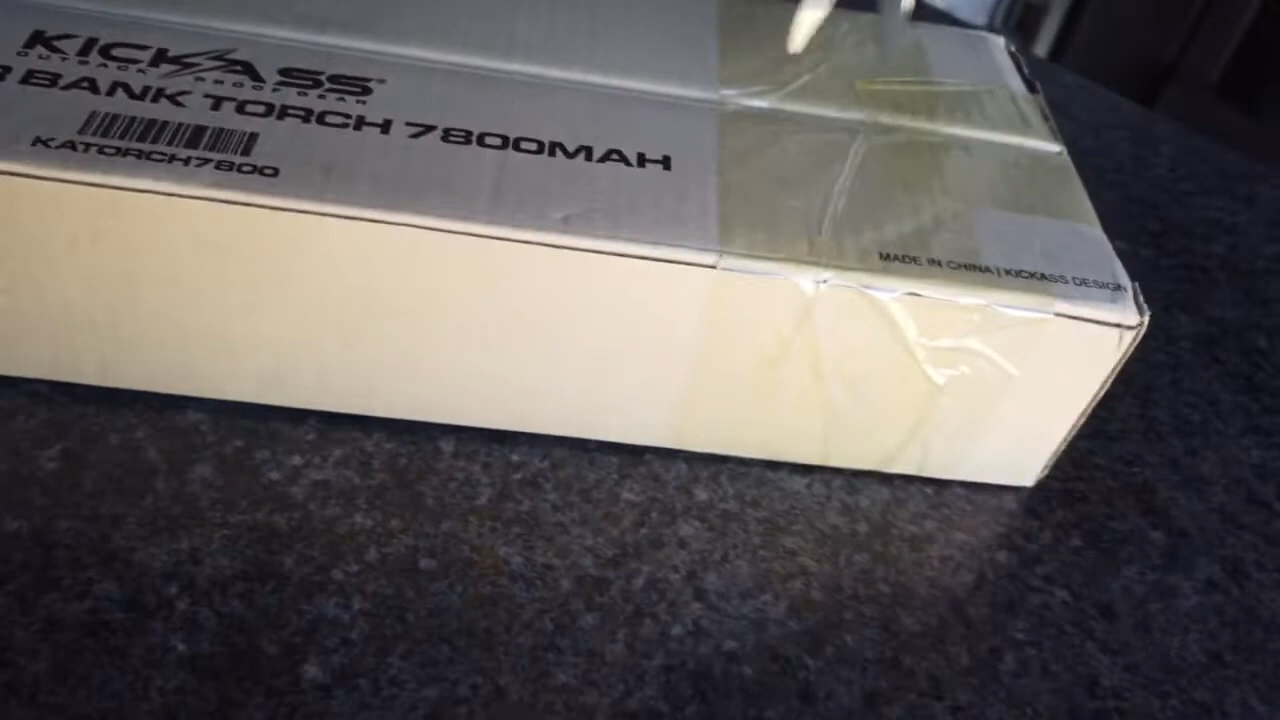 KICKASS
OUTBACK PROOF GEAR
R BANK TORCH 7800MAH
KATORCH7800
MADE IN CHINA | KICKASS DESIGN